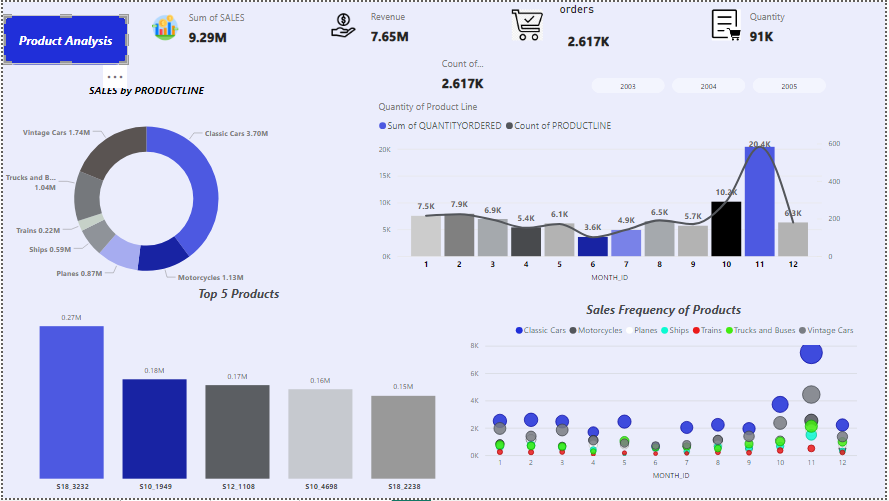 Product Analysis
Sum of SALES
9.29M
Revenue
7.65M
orders
2.617K
Quantity
91K
Count of...
2.617K
2003
2004
2005
SALES by PRODUCTLINE
Vintage Cars 1.74M
Classic Cars 3.70M
Trucks and B...
1.04M
Trains 0.22M
Ships 0.59M
Planes 0.87M
Motorcycles 1.13M
Quantity of Product Line
Sum of QUANTITYORDERED
Count of PRODUCTLINE
20K
15K
10K
5K
0K
7.5K
7.9K
6.9K
5.4K
6.1K
3.6K
4.9K
6.5K
5.7K
10.2K
20.4K
6.3K
600
400
200
0
1 2 3 4 5 6 7 8 9 10 11 12
MONTH_ID
Top 5 Products
0.27M
0.18M
0.17M
0.16M
0.15M
S18_3232
S10_1949
S12_1108
S10_4698
S18_2238
Sales Frequency of Products
Classic Cars Motorcycles Planes Ships Trains Trucks and Buses Vintage Cars
8K
6K
4K
2K
0K
1 2 3 4 5 6 7 8 9 10 11 12
MONTH_ID